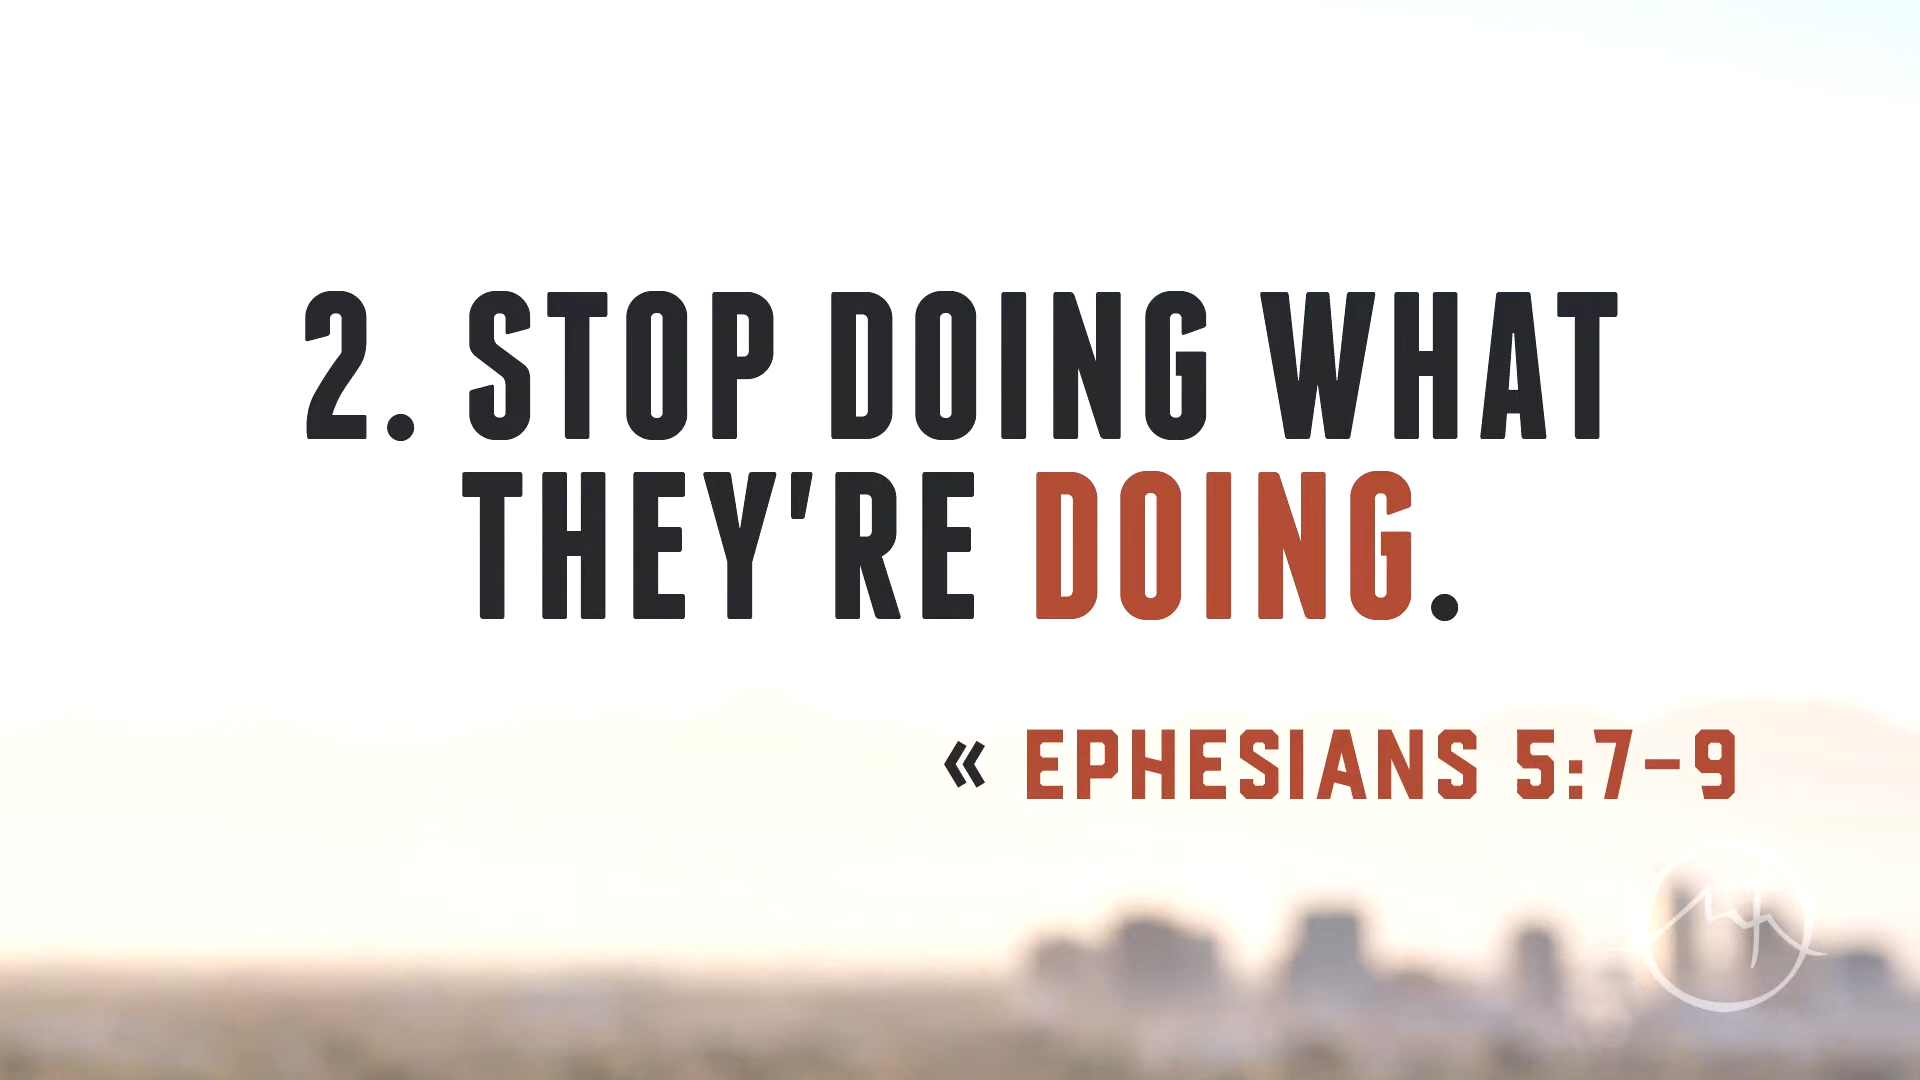 2. STOP DOING WHAT
THEY'RE DOING.
« EPHESIANS 5:7-9